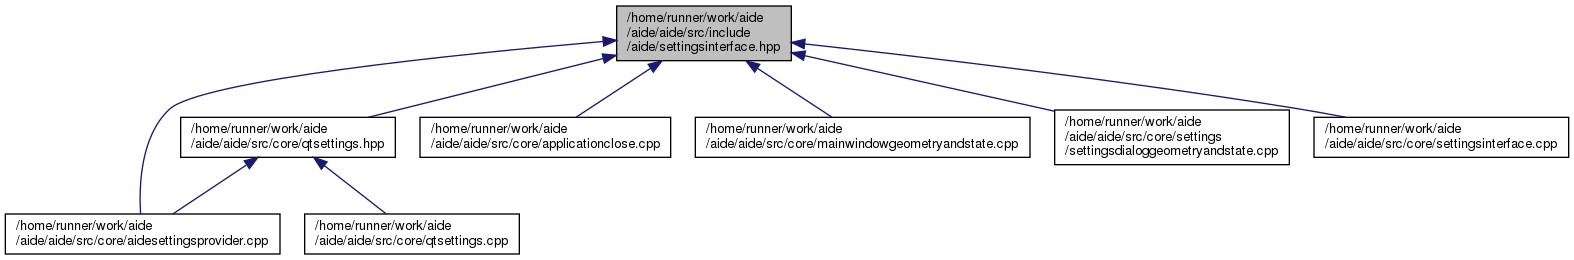 /home/runner/work/aide
/aide/aide/src/include
/aide/settingsinterface.hpp
/home/runner/work/aide
/aide/aide/src/core/qtsettings.hpp
/home/runner/work/aide
/aide/aide/src/core/applicationclose.cpp
/home/runner/work/aide
/aide/aide/src/core/mainwindowgeometryandstate.cpp
/home/runner/work/aide
/aide/aide/src/core/settings
/settingsdialoggeometryandstate.cpp
/home/runner/work/aide
/aide/aide/src/core/settingsinterface.cpp
/home/runner/work/aide
/aide/aide/src/core/aidesettingsprovider.cpp
/home/runner/work/aide
/aide/aide/src/core/qtsettings.cpp